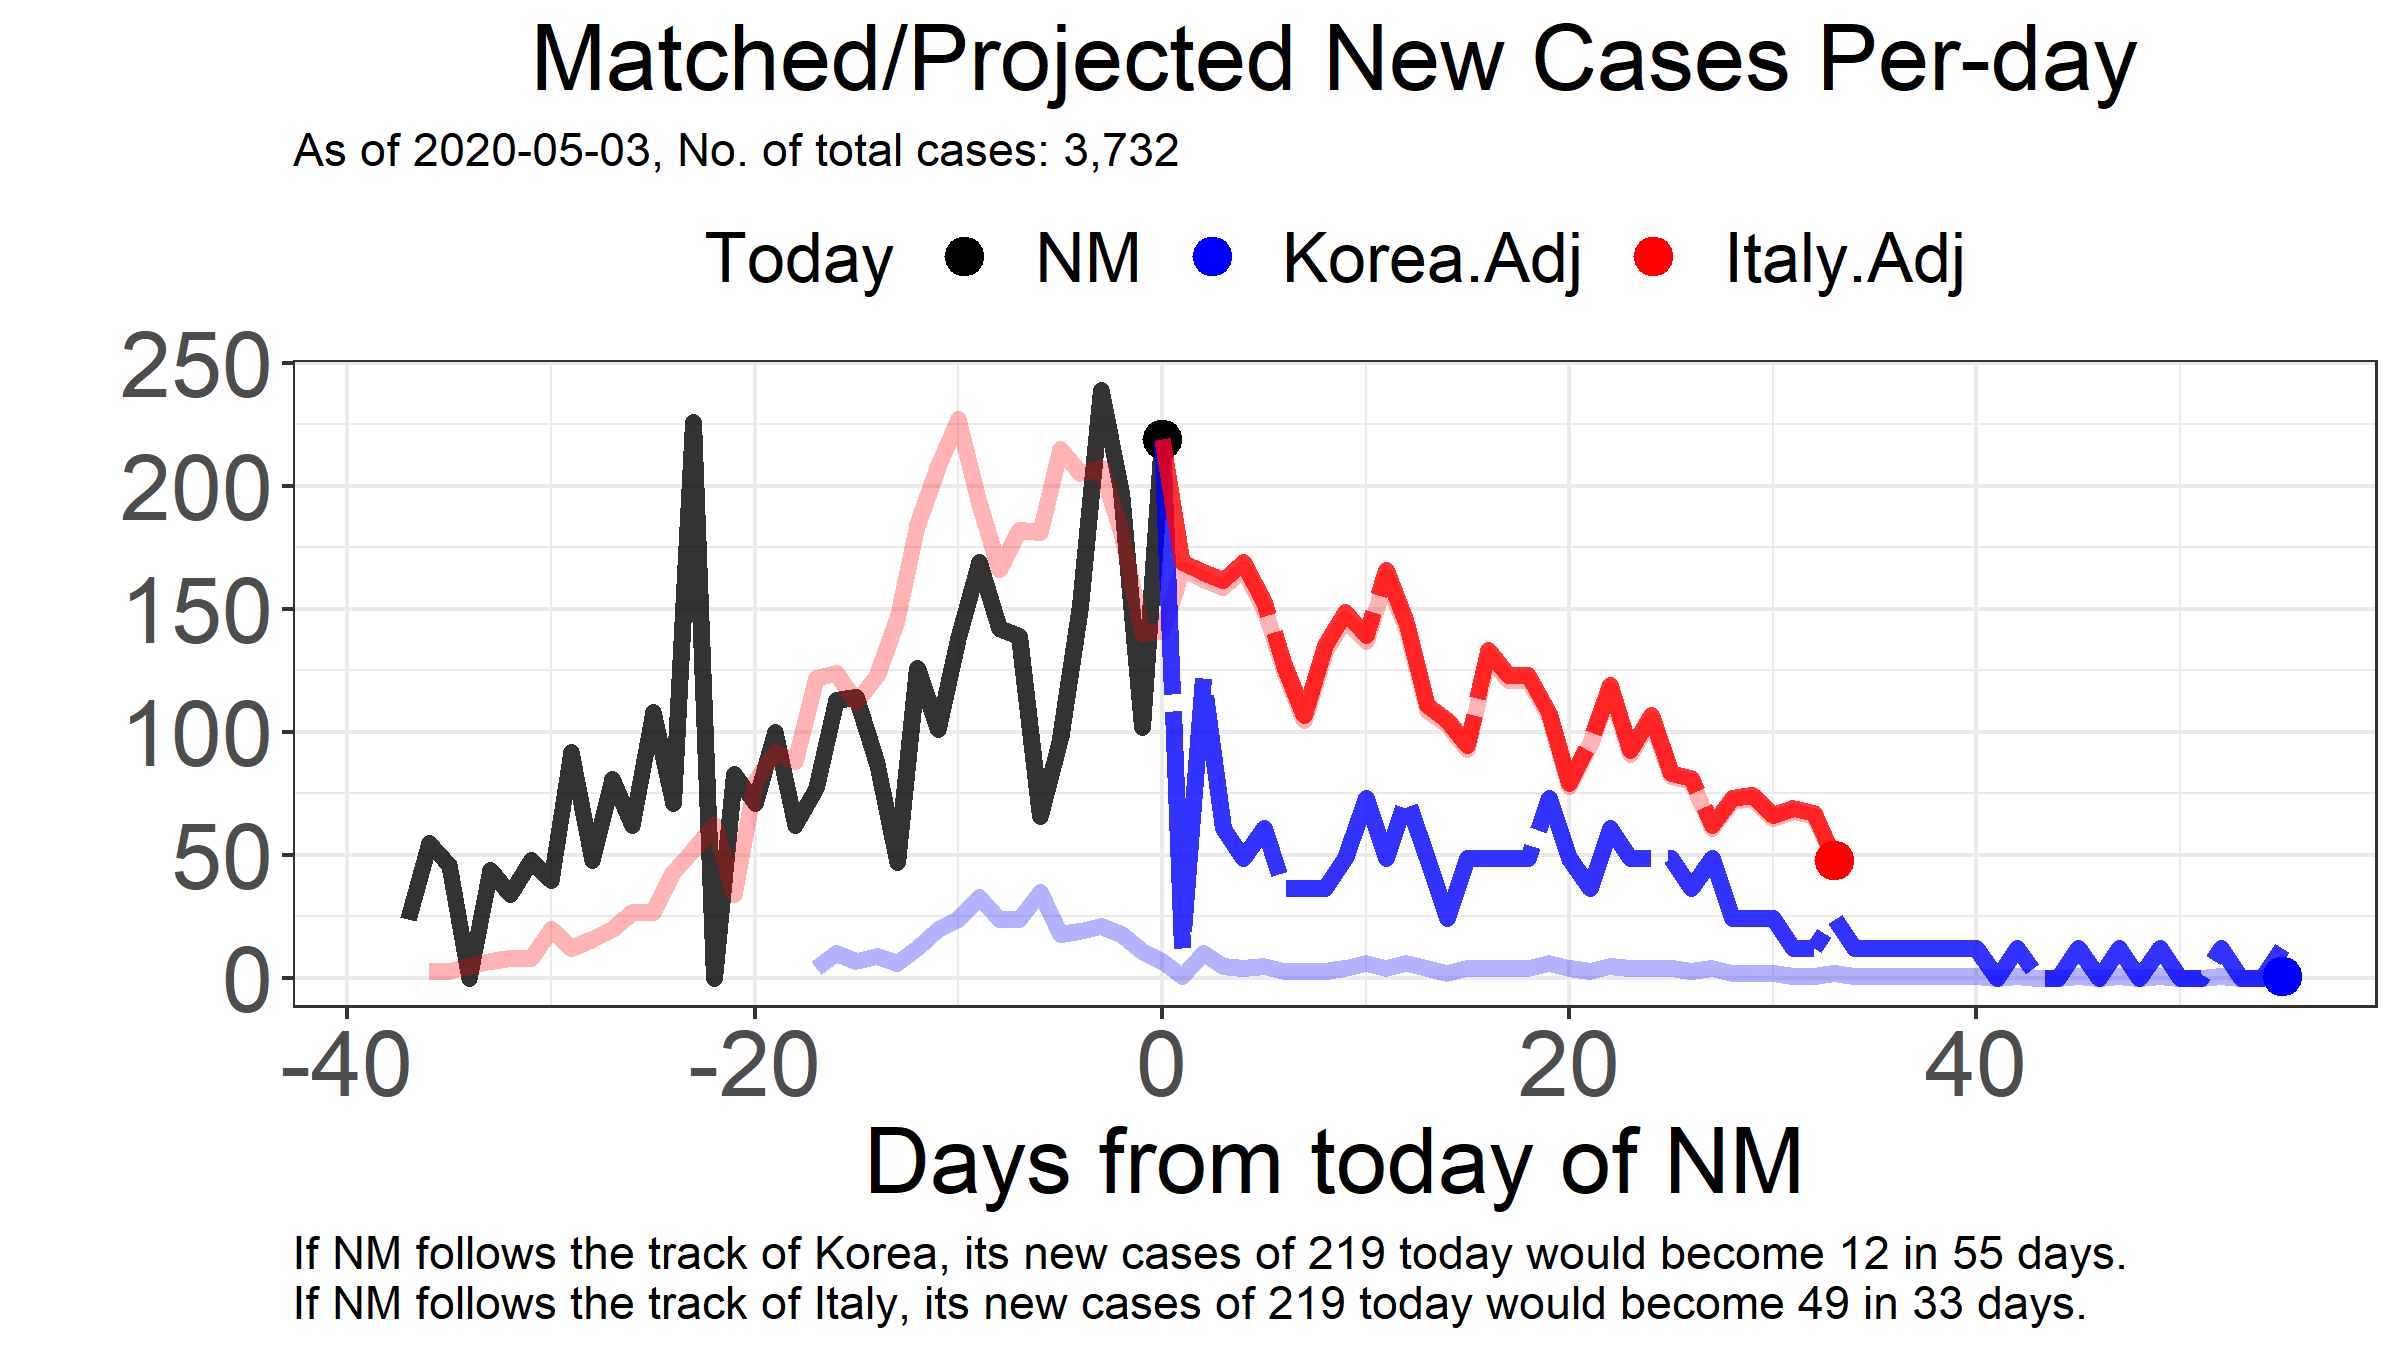 Matched/Projected New Cases Per-day
As of 2020-05-03, No. of total cases: 3,732
Today NM Korea.Adj Italy.Adj
250
200
150
100
50
0
-40 -20 0 20 40
Days from today of NM
If NM follows the track of Korea, its new cases of 219 today would become 12 in 55 days.
If NM follows the track of Italy, its new cases of 219 today would become 49 in 33 days.